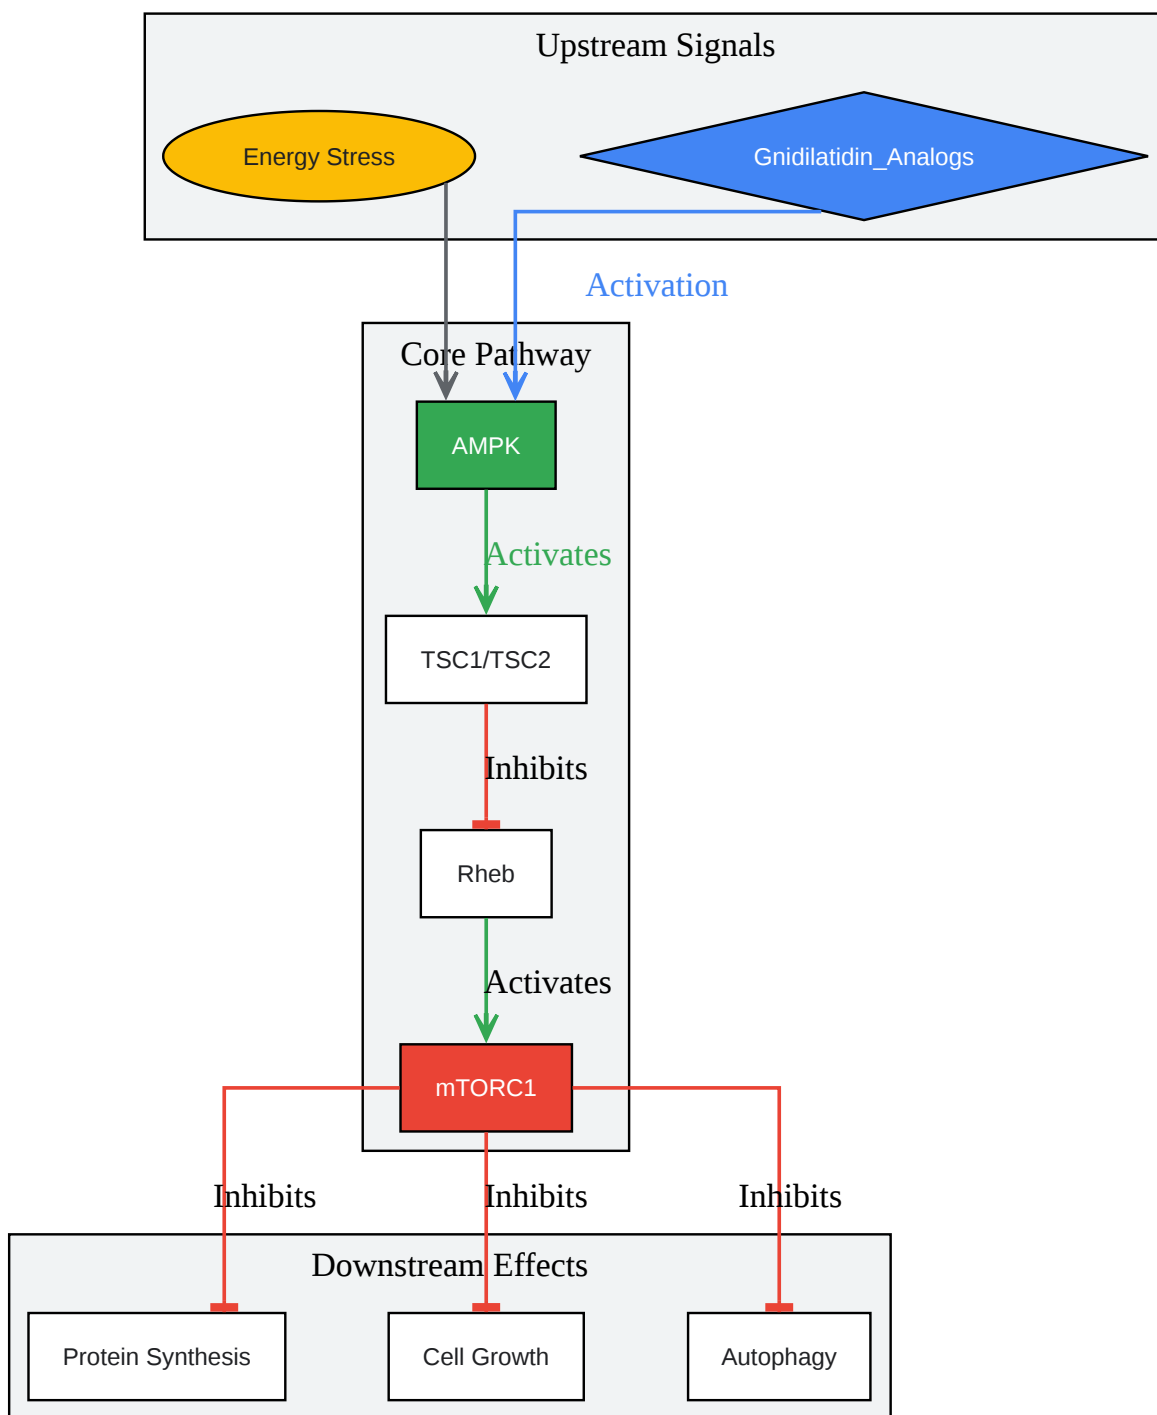 Upstream Signals
Energy Stress
Gnidilatidin_Analogs
Activation
Core Pathway
AMPK
Activates
TSC1/TSC2
Inhibits
Rheb
Activates
mTORC1
Inhibits
Inhibits
Inhibits
Downstream Effects
Protein Synthesis
Cell Growth
Autophagy